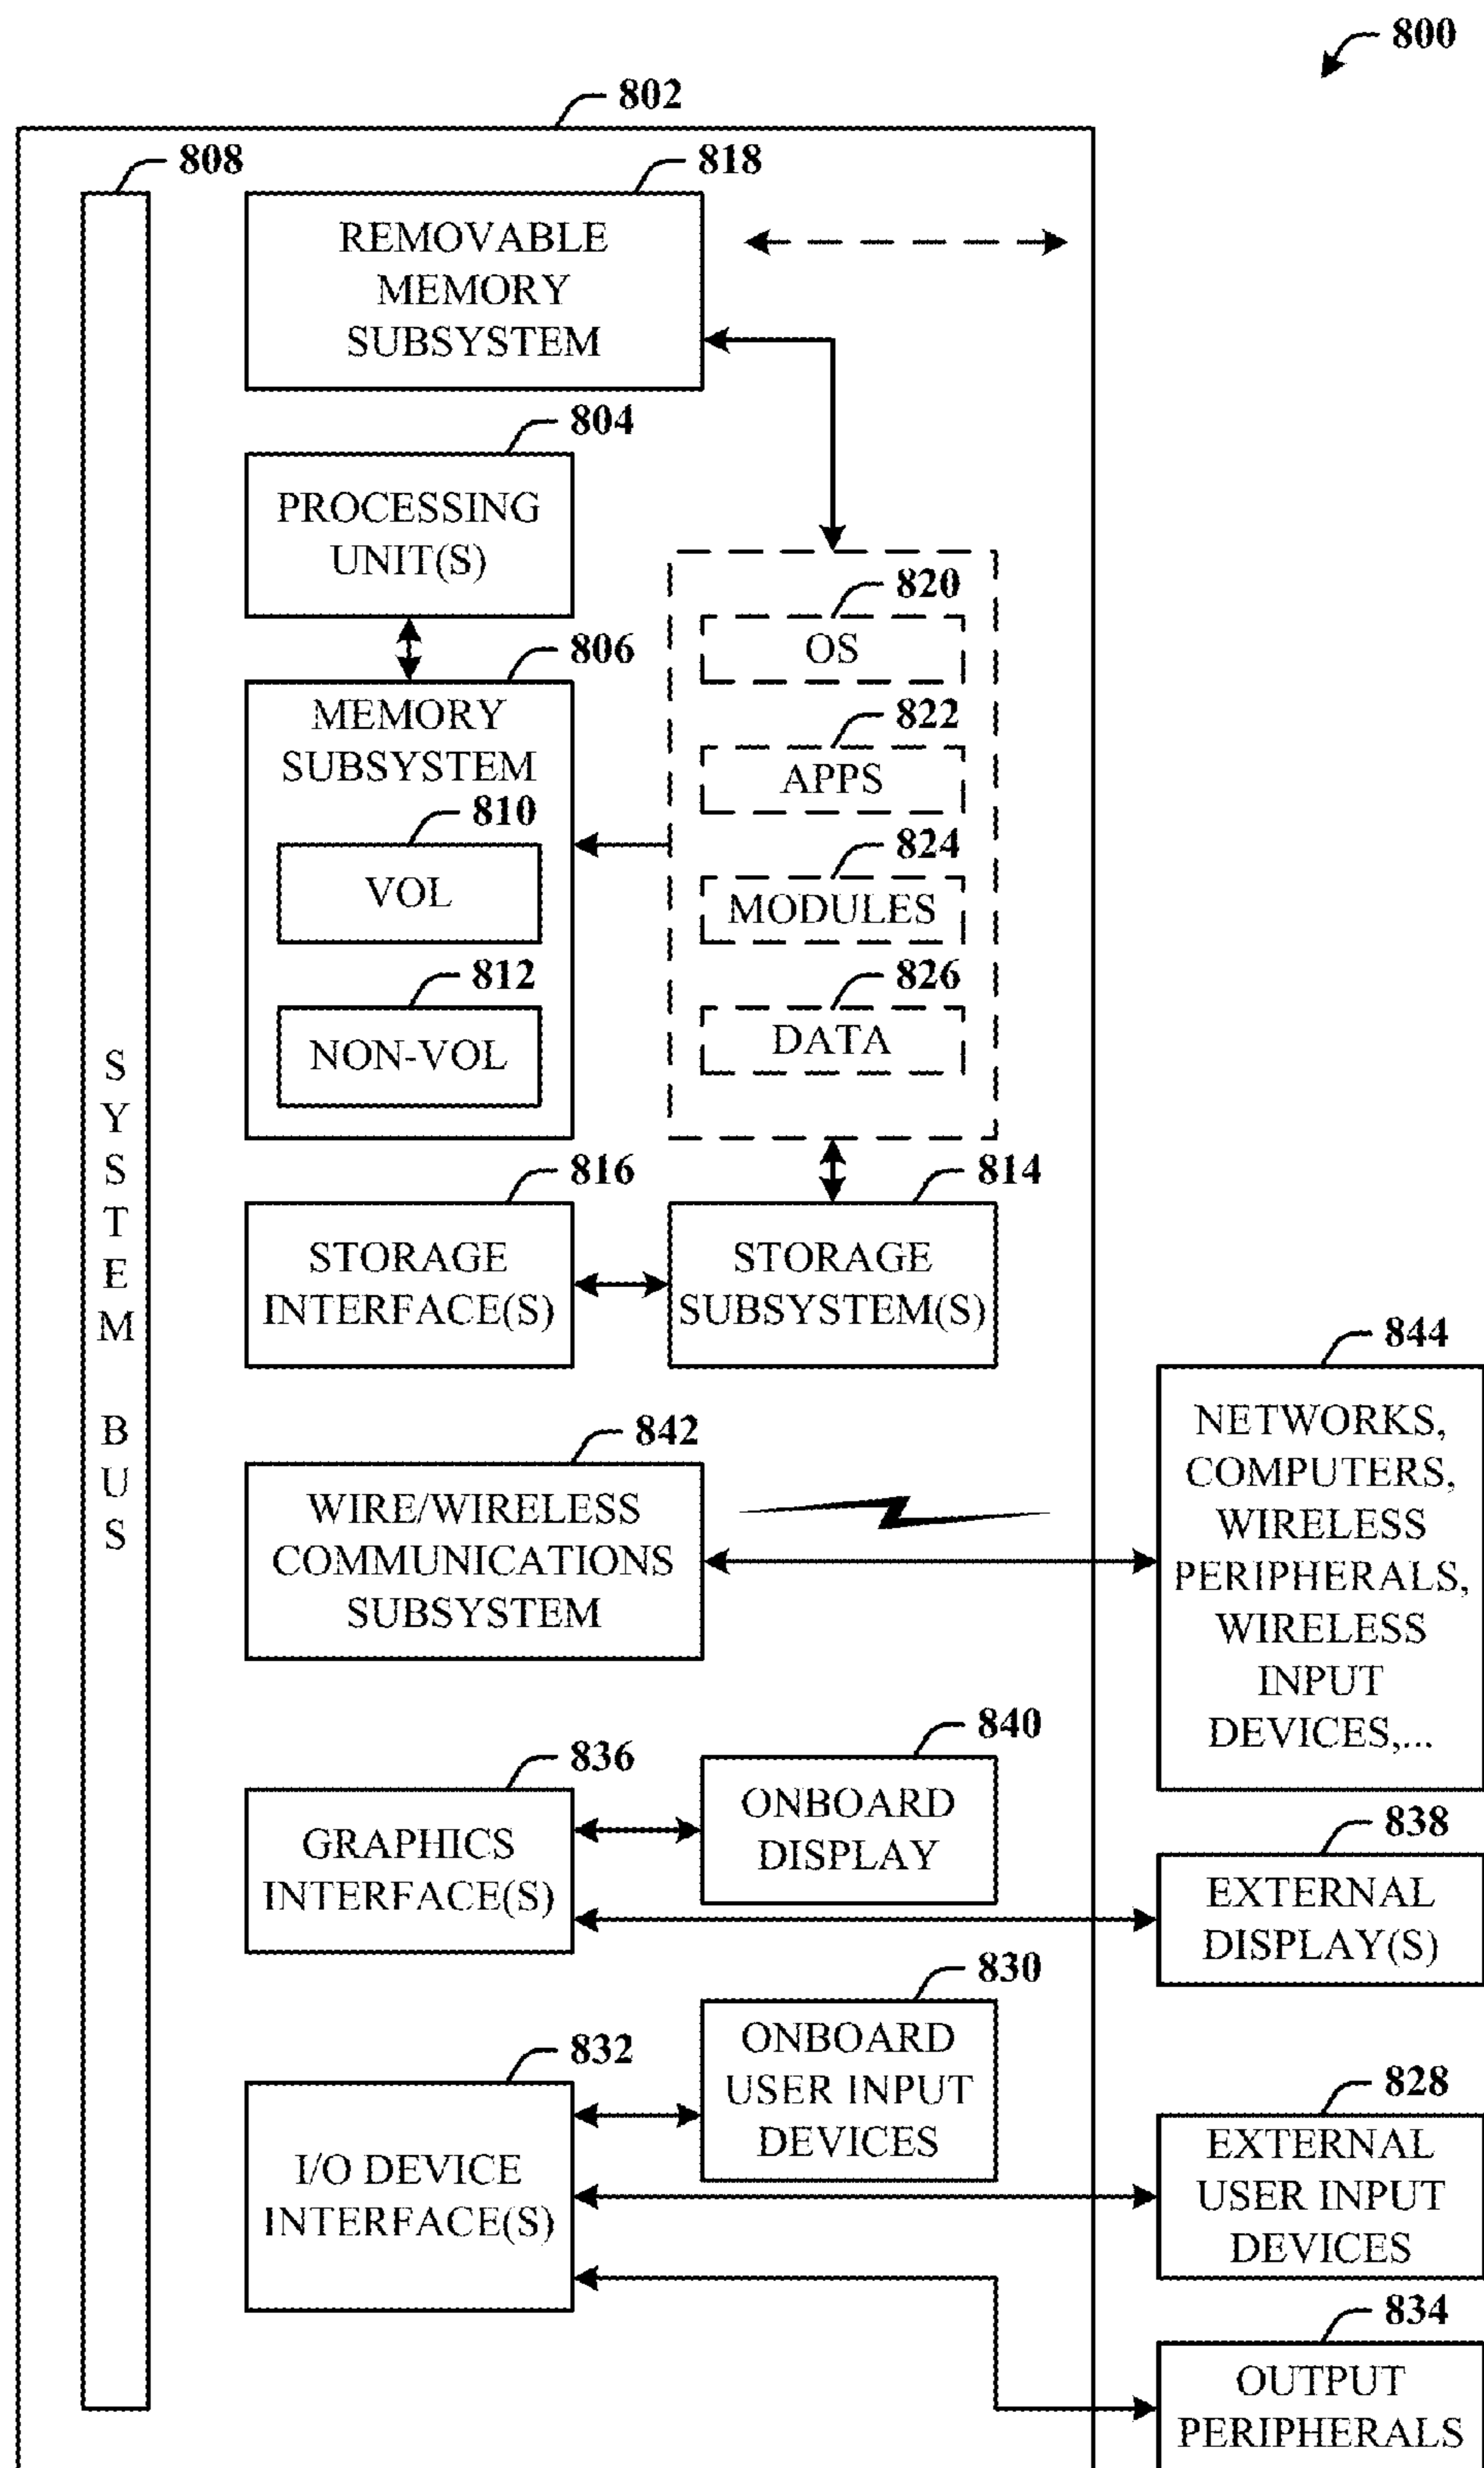 800
802
808
818
REMOVABLE
MEMORY
SUBSYSTEM
804
PROCESSING
UNIT(S)
806
MEMORY
SUBSYSTEM
810
VOL
812
NON-VOL
820
OS
822
APPS
824
MODULES
826
DATA
816
STORAGE
INTERFACE(S)
814
STORAGE
SUBSYSTEM(S)
SYSTEM BUS
842
WIRE/WIRELESS
COMMUNICATIONS
SUBSYSTEM
844
NETWORKS,
COMPUTERS,
WIRELESS
PERIPHERALS,
WIRELESS
INPUT
DEVICES,...
836
GRAPHICS
INTERFACE(S)
840
ONBOARD
DISPLAY
838
EXTERNAL
DISPLAY(S)
832
I/O DEVICE
INTERFACE(S)
830
ONBOARD
USER INPUT
DEVICES
828
EXTERNAL
USER INPUT
DEVICES
834
OUTPUT
PERIPHERALS